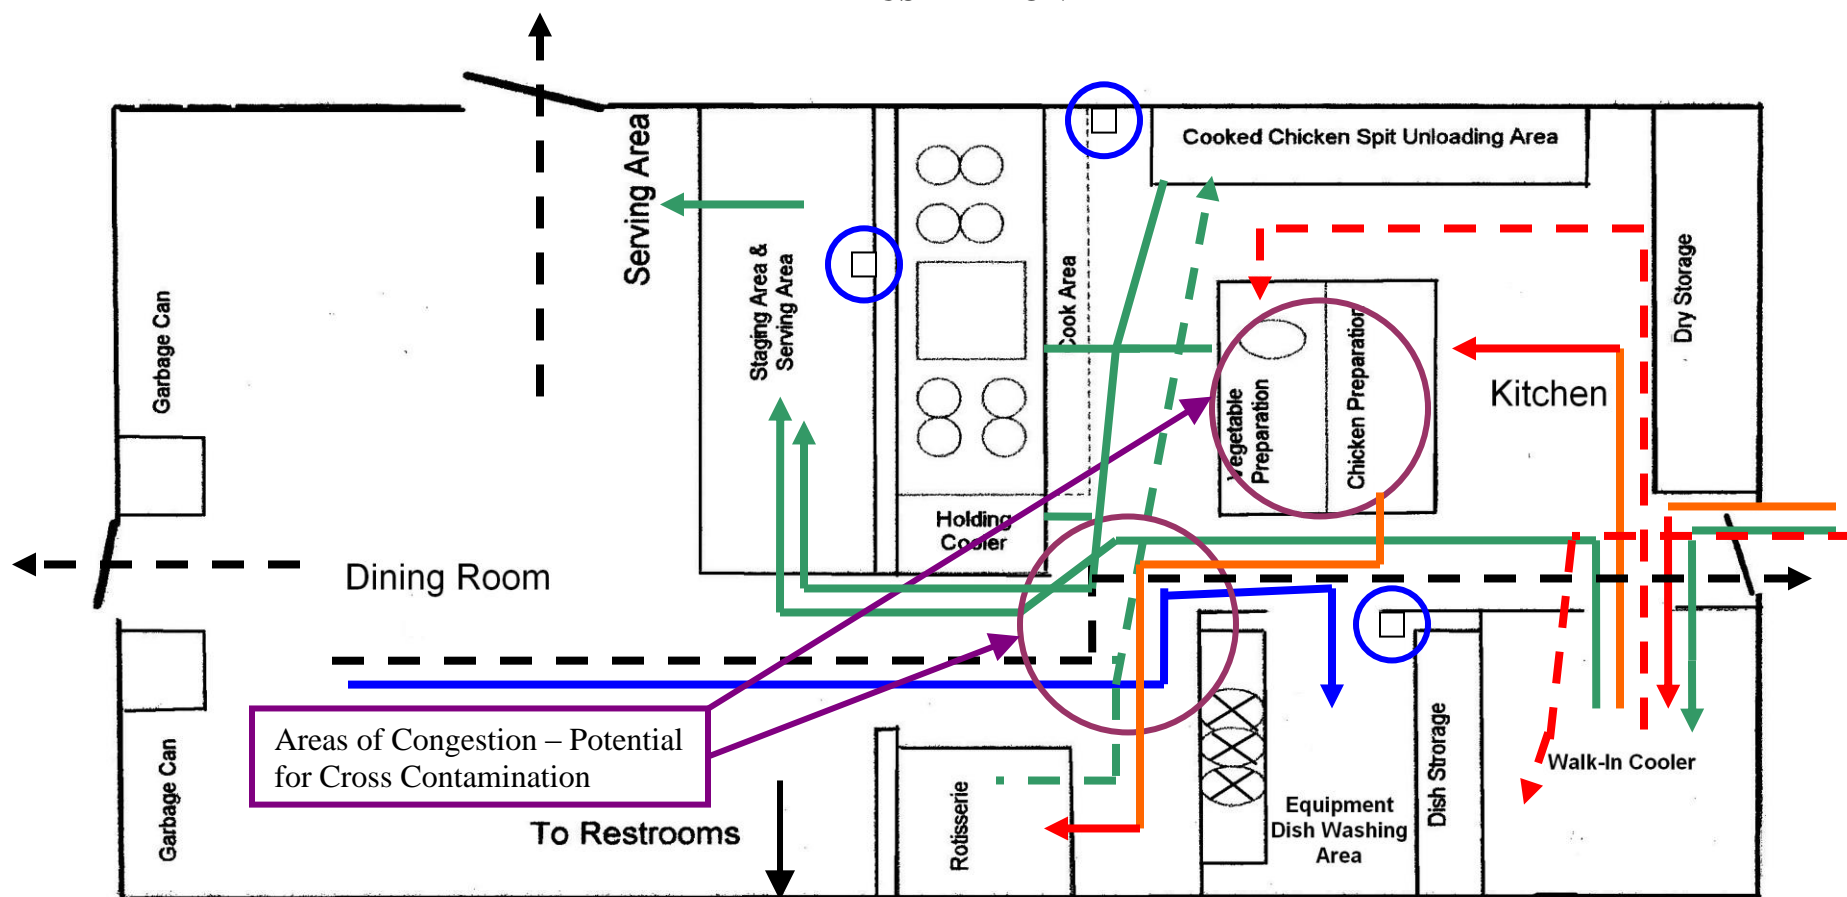 Cooked Chicken Spit Unloading Area
Serving Area
Staging Area &
Serving Area
Cook Area
Dry Storage
Garbage Can
Vegetable
Preparation
Chicken Preparation
Kitchen
Holding
Cooler
Dining Room
Areas of Congestion – Potential
for Cross Contamination
Garbage Can
To Restrooms
Rotisserie
Equipment
Dish Washing
Area
Dish Strorage
Walk-In Cooler